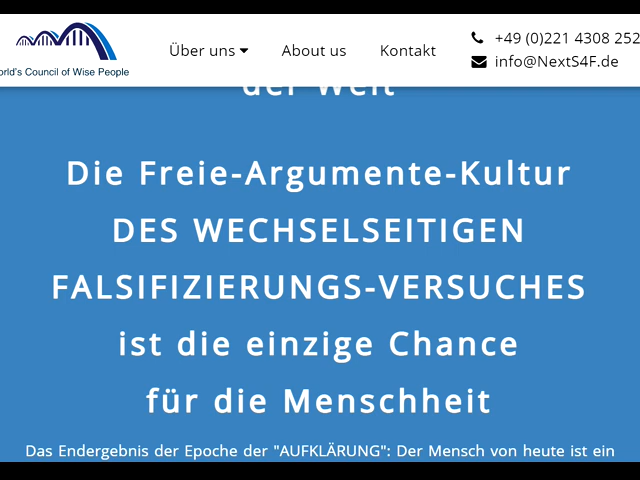 orld's Council of Wise People
Über uns
About us
Kontakt
+49 (0)221 4308 252
info@NextS4F.de
der Welt
Die Freie-Argumente-Kultur
DES WECHSELSEITIGEN
FALSIFIZIERUNGS-VERSUCHES
ist die einzige Chance
für die Menschheit
Das Endergebnis der Epoche der "AUFKLÄRUNG": Der Mensch von heute ist ein